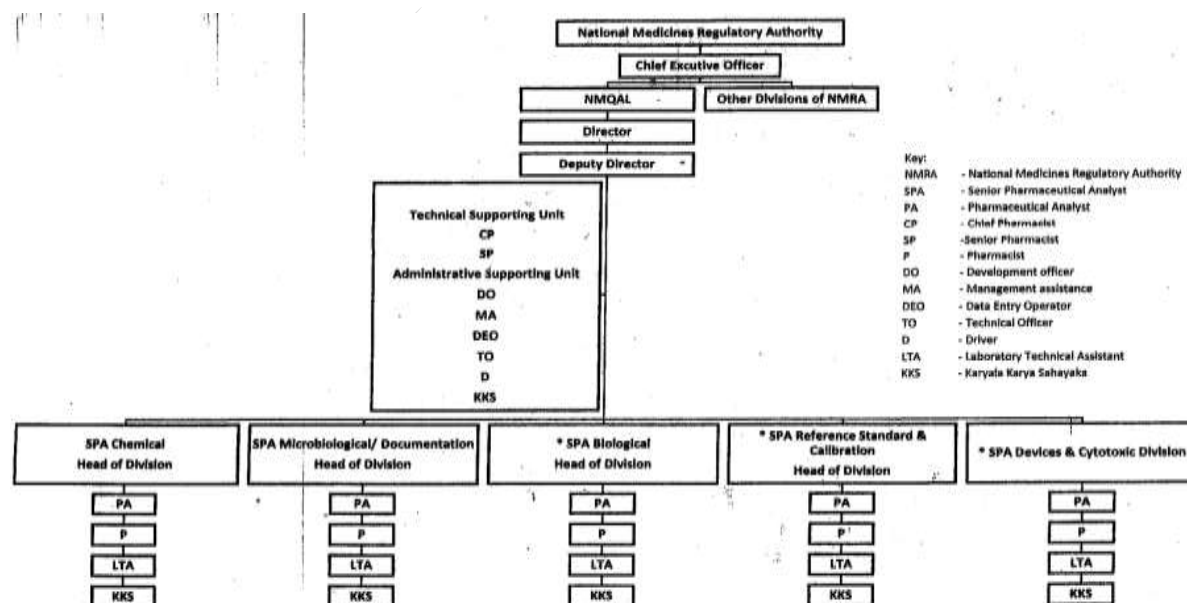 National Medicines Regulatory Authority
Chief Excutive Officer
NMQAL
Other Divisions of NMRA
Director
Deputy Director
Technical Supporting Unit
CP
SP
Administrative Supporting Unit
DO
MA
DEO
TO
D
KKS
Key:
NMRA - National Medicines Regulatory Authority
SPA - Senior Pharmaceutical Analyst
PA - Pharmaceutical Analyst
CP - Chief Pharmacist
SP -Senior Pharmacist
P - Pharmacist
DO - Development officer
MA - Management assistance
DEO - Data Entry Operator
TO - Technical Officer
D - Driver
LTA - Laboratory Technical Assistant
KKS - Karyala Karya Sahayaka
SPA Chemical
Head of Division
PA
P
LTA
KKS
SPA Microbiological/ Documentation
Head of Division
PA
P
LTA
KKS
* SPA Biological
Head of Division
PA
P
LTA
KKS
* SPA Reference Standard &
Calibration
Head of Division
PA
P
LTA
KKS
* SPA Devices & Cytotoxic Division
PA
P
LTA
KKS